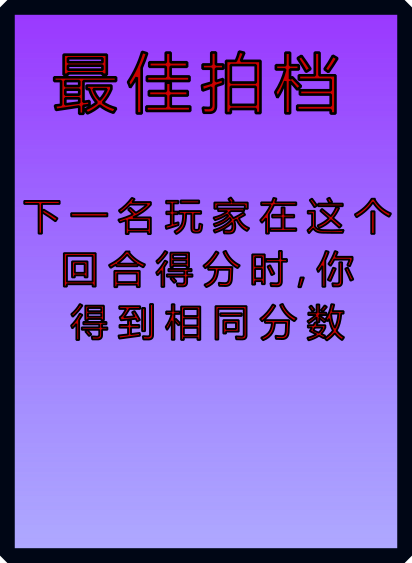 最佳拍档
下一名玩家在这个
回合得分时,你
得到相同分数